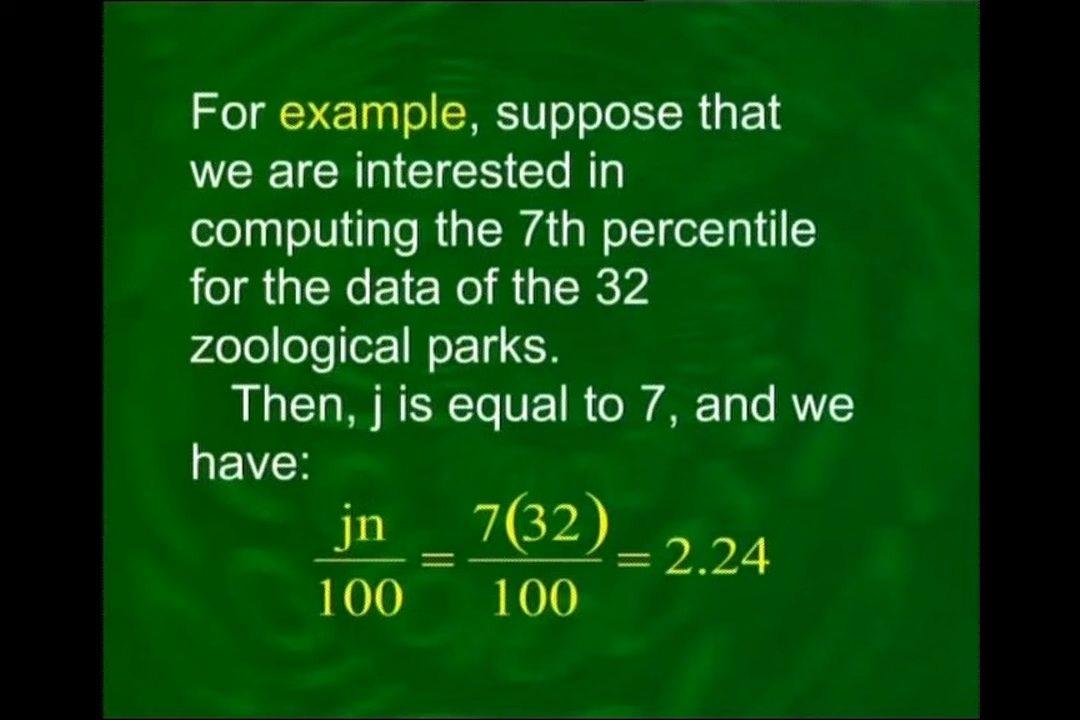 For example, suppose that
we are interested in
computing the 7th percentile
for the data of the 32
zoological parks.
Then, j is equal to 7, and we
have:
jn/100 = 7(32)/100 = 2.24